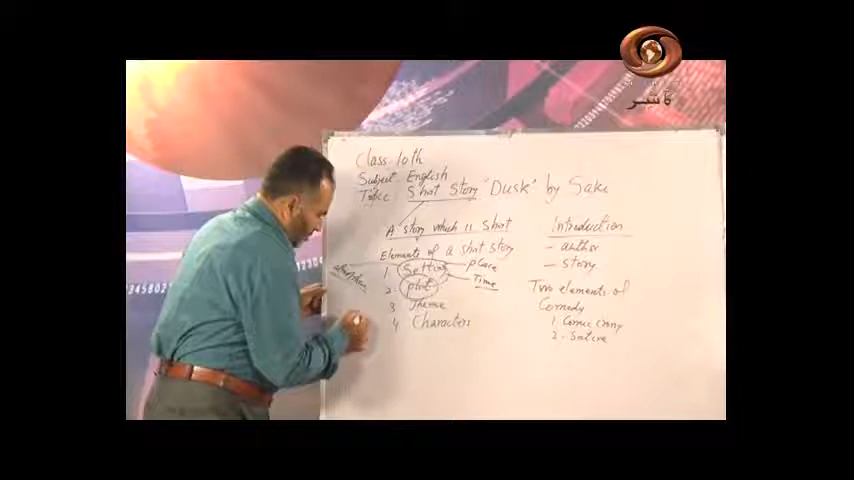 کٲشر
Class-10th
Subject- English
Topic: Short Story "Dusk" by Saki
A story which is short
Elements of a short story
1 Setting
place
Time
2. plot
3 Theme
4 Characters
Introduction
- author
- story
Two elements of
Comedy
1. Comic irony
2 - Satire
1245082